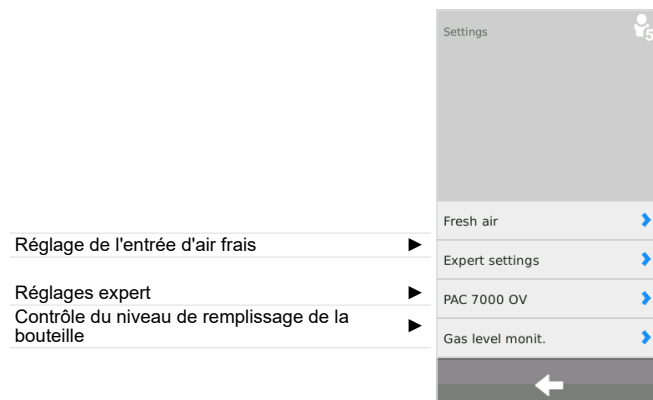 Settings
5
Fresh air
Réglage de l'entrée d'air frais
Expert settings
Réglages expert
PAC 7000 OV
Contrôle du niveau de remplissage de la
bouteille
Gas level monit.